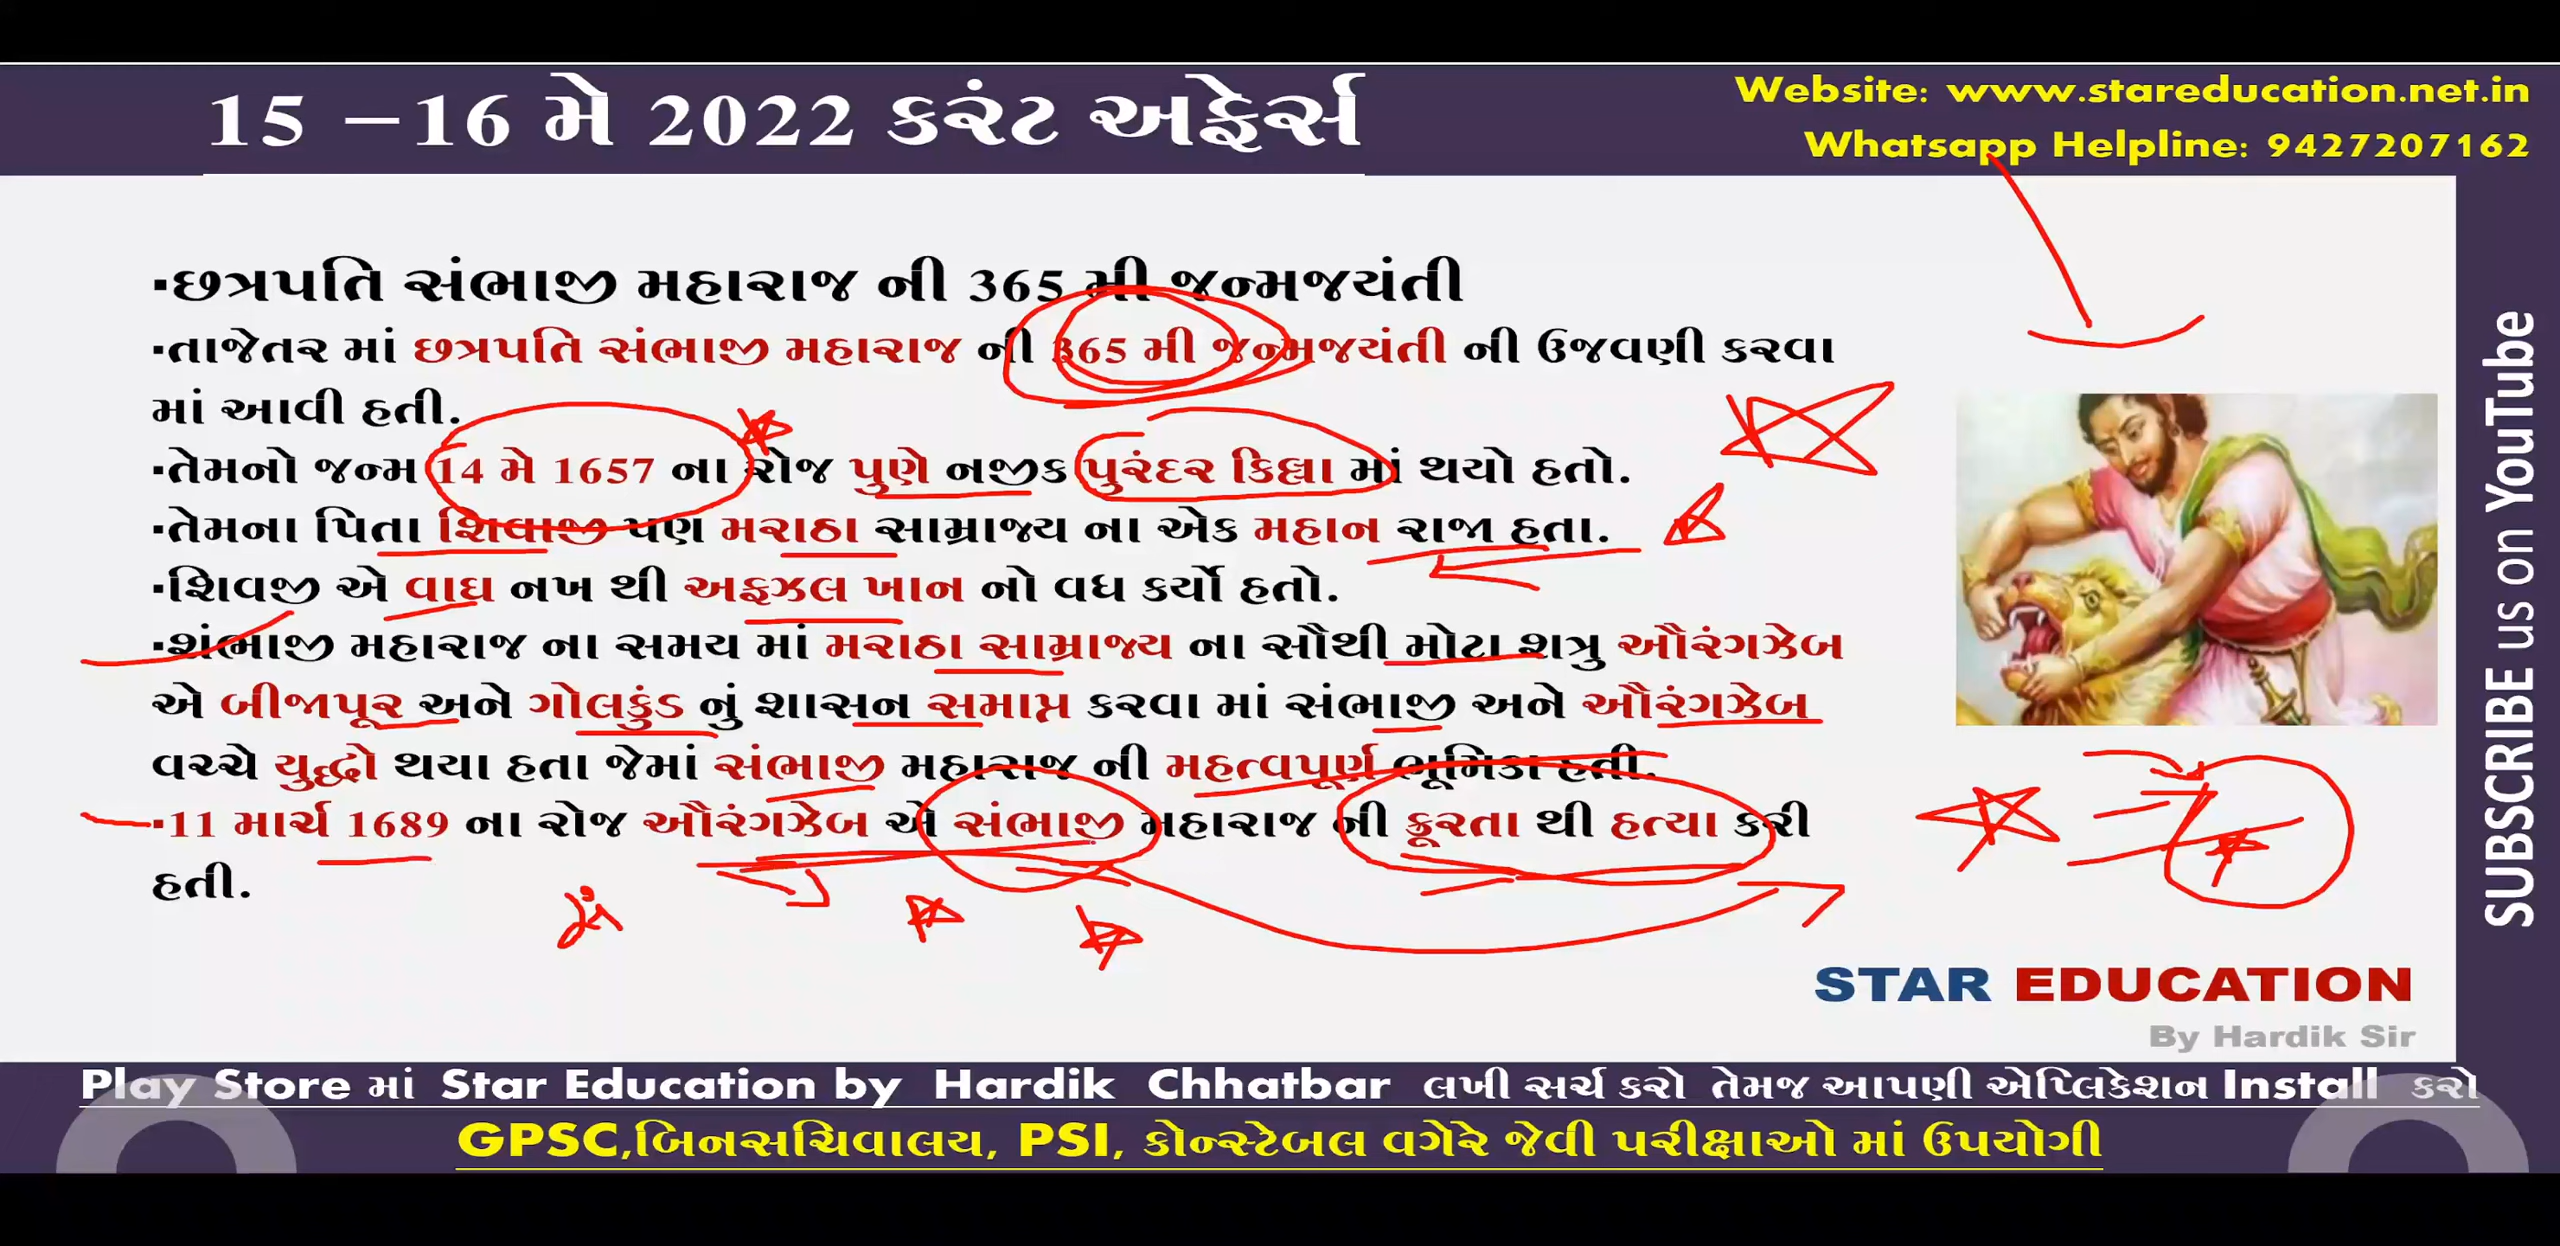 15 –16 મે 2022 કરંટ અફેર્સ
Website: www.stareducation.net.in
Whatsapp Helpline: 9427207162
▪છત્રપતિ સંભાજી મહારાજ ની 365 મી જન્મજયંતી
▪તાજેતર માં છત્રપતિ સંભાજી મહારાજ ની 365 મી જન્મજયંતી ની ઉજવણી કરવા
માં આવી હતી.
▪તેમનો જન્મ 14 મે 1657 ના રોજ પુણે નજીક પુરંદર કિલ્લા માં થયો હતો.
▪તેમના પિતા શિવાજી પણ મરાઠા સામ્રાજ્ય ના એક મહાન રાજા હતા.
▪શિવજી એ વાઘ નખ થી અફઝલ ખાન નો વધ કર્યો હતો.
▪શંભાજી મહારાજ ના સમય માં મરાઠા સામ્રાજ્ય ના સૌથી મોટા શત્રુ ઔરંગઝેબ
એ બીજાપૂર અને ગોલકુંડ નું શાસન સમાપ્ત કરવા માં સંભાજી અને ઔરંગઝેબ
વચ્ચે યુદ્ધો થયા હતા જેમાં સંભાજી મહારાજ ની મહત્વપૂર્ણ ભૂમિકા હતી.
▪11 માર્ચ 1689 ના રોજ ઔરંગઝેબ એ સંભાજી મહારાજ ની ક્રૂરતા થી હત્યા કરી
હતી.
SUBSCRIBE us on YouTube
STAR EDUCATION
By Hardik Sir
Play Store માં Star Education by Hardik Chhatbar લખી સર્ચ કરો તેમજ આપણી એપ્લિકેશન Install કરો
GPSC,બિનસચિવાલય, PSI, કોન્સ્ટેબલ વગેરે જેવી પરીક્ષાઓ માં ઉપયોગી